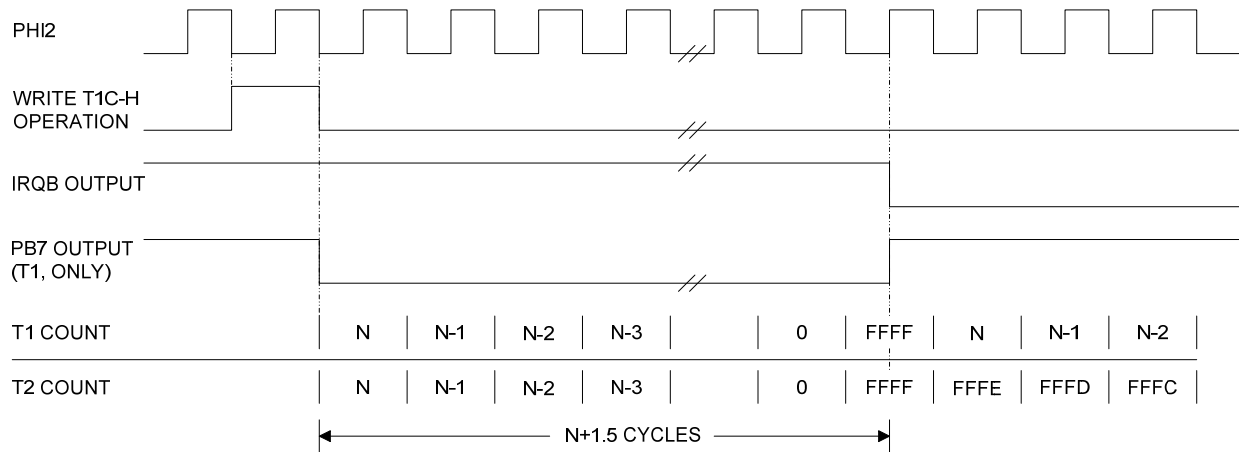 PHI2
WRITE T1C-H
OPERATION
IRQB OUTPUT
PB7 OUTPUT
(T1, ONLY)
T1 COUNT N N-1 N-2 N-3 0 FFFF N N-1 N-2
T2 COUNT N N-1 N-2 N-3 0 FFFF FFFE FFFD FFFC
N+1.5 CYCLES